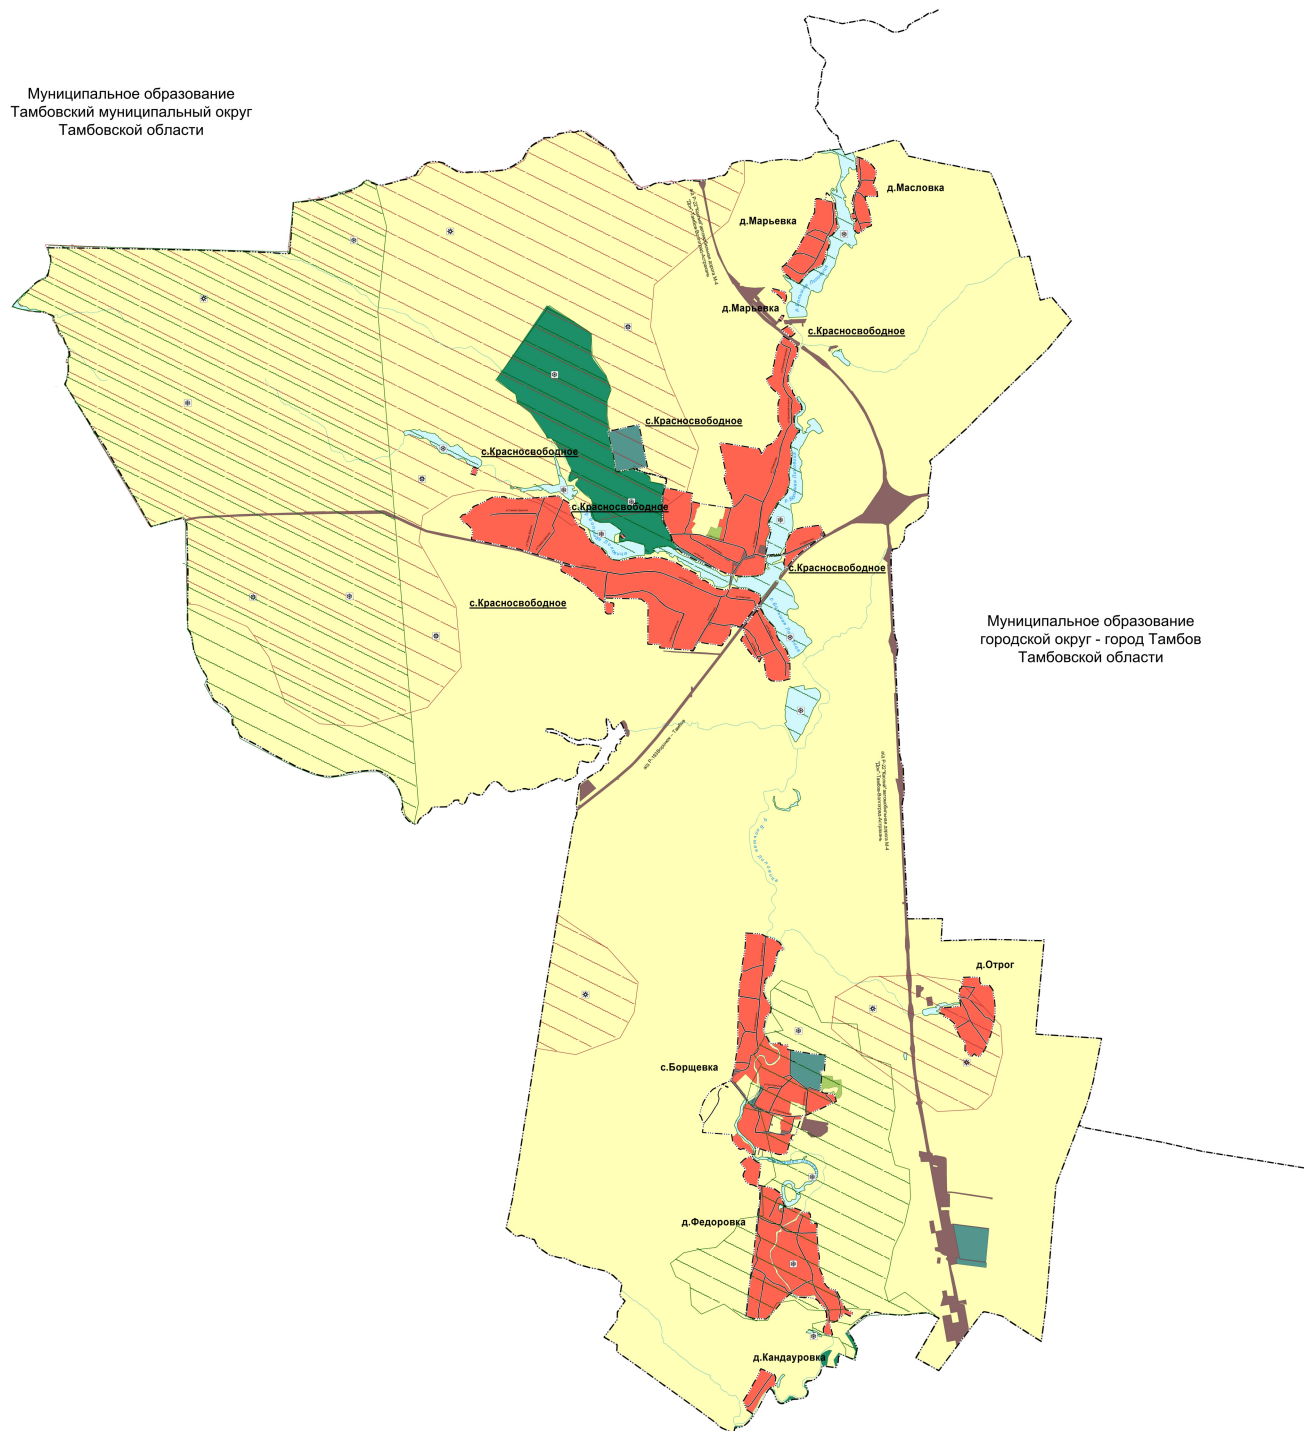 Муниципальное образование
Тамбовский муниципальный округ
Тамбовской области
д.Масловка
д.Марьевка
д.Марьевка
с.Красносвободное
с.Красносвободное
с.Красносвободное
с.Красносвободное
с.Красносвободное
с.Красносвободное
Муниципальное образование
городской округ - город Тамбов
Тамбовской области
д.Отрог
с.Борщевка
д.Федоровка
д.Кандауровка